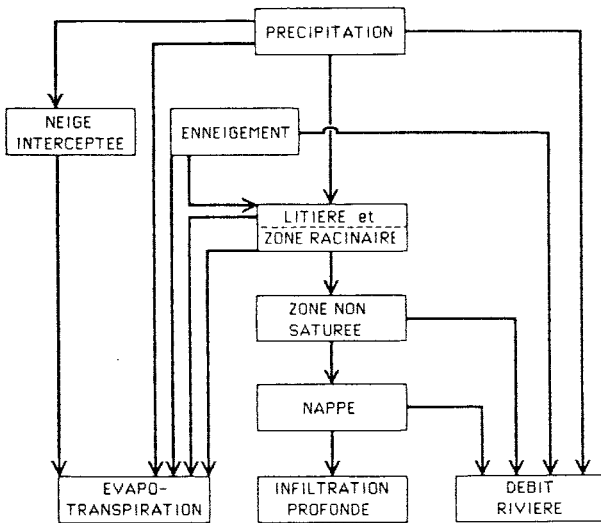 PRECIPITATION
NEIGE
INTERCEPTEE
ENNEIGEMENT
LITIERE et
ZONE RACINAIRE
ZONE NON
SATUREE
NAPPE
EVAPO-
TRANSPIRATION
INFILTRATION
PROFONDE
DEBIT
RIVIERE